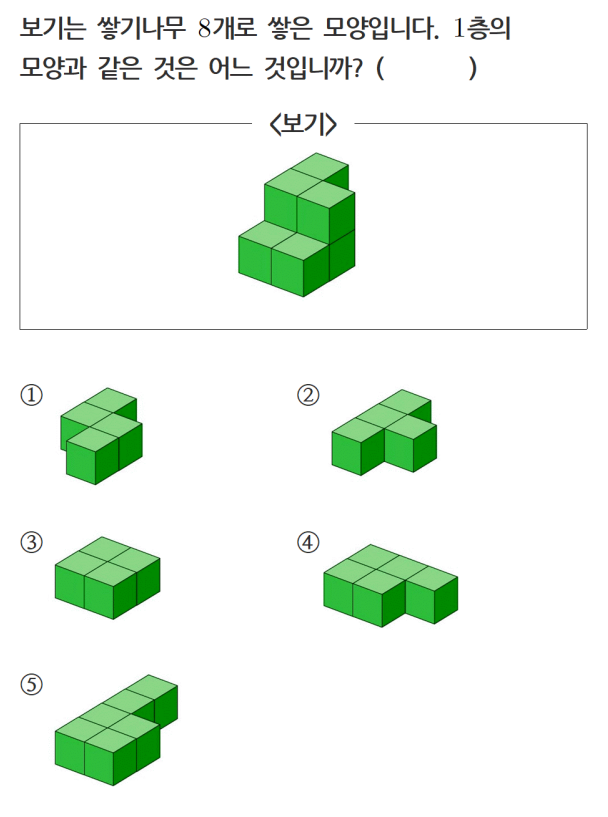 보기는 쌓기나무 8개로 쌓은 모양입니다. 1층의
모양과 같은 것은 어느 것입니까? (          )
<보기>
①
②
③
④
⑤